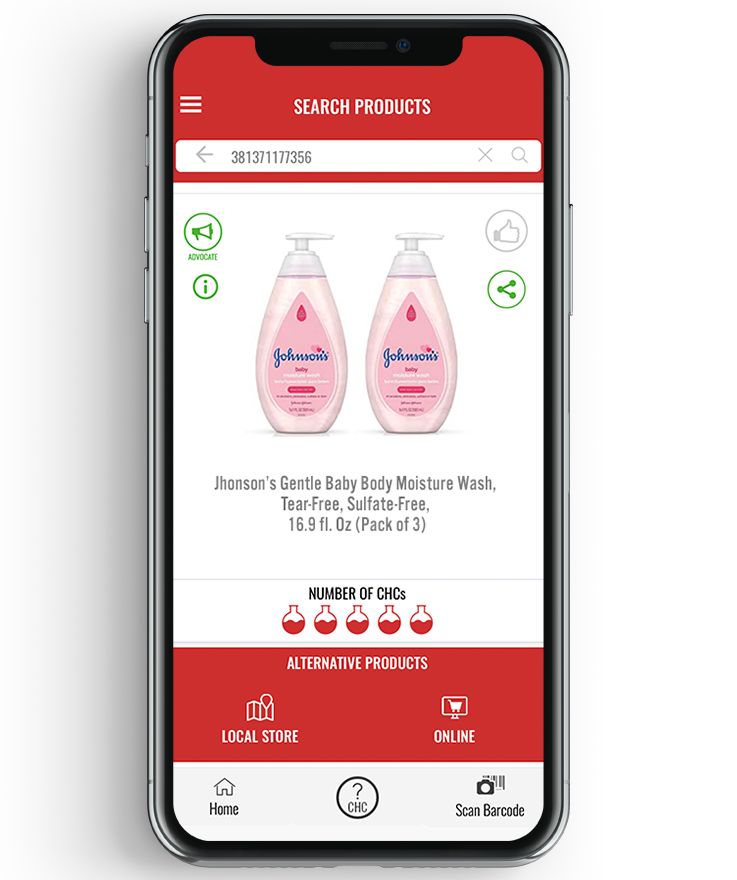 SEARCH PRODUCTS
381371177356
ADVOCATE
Johnson's
baby
moisture wash
Johnson's
baby
moisture wash
Jhonson's Gentle Baby Body Moisture Wash,
Tear-Free, Sulfate-Free,
16.9 fl. Oz (Pack of 3)
NUMBER OF CHCs
ALTERNATIVE PRODUCTS
LOCAL STORE
ONLINE
Home
?
CHC
Scan Barcode